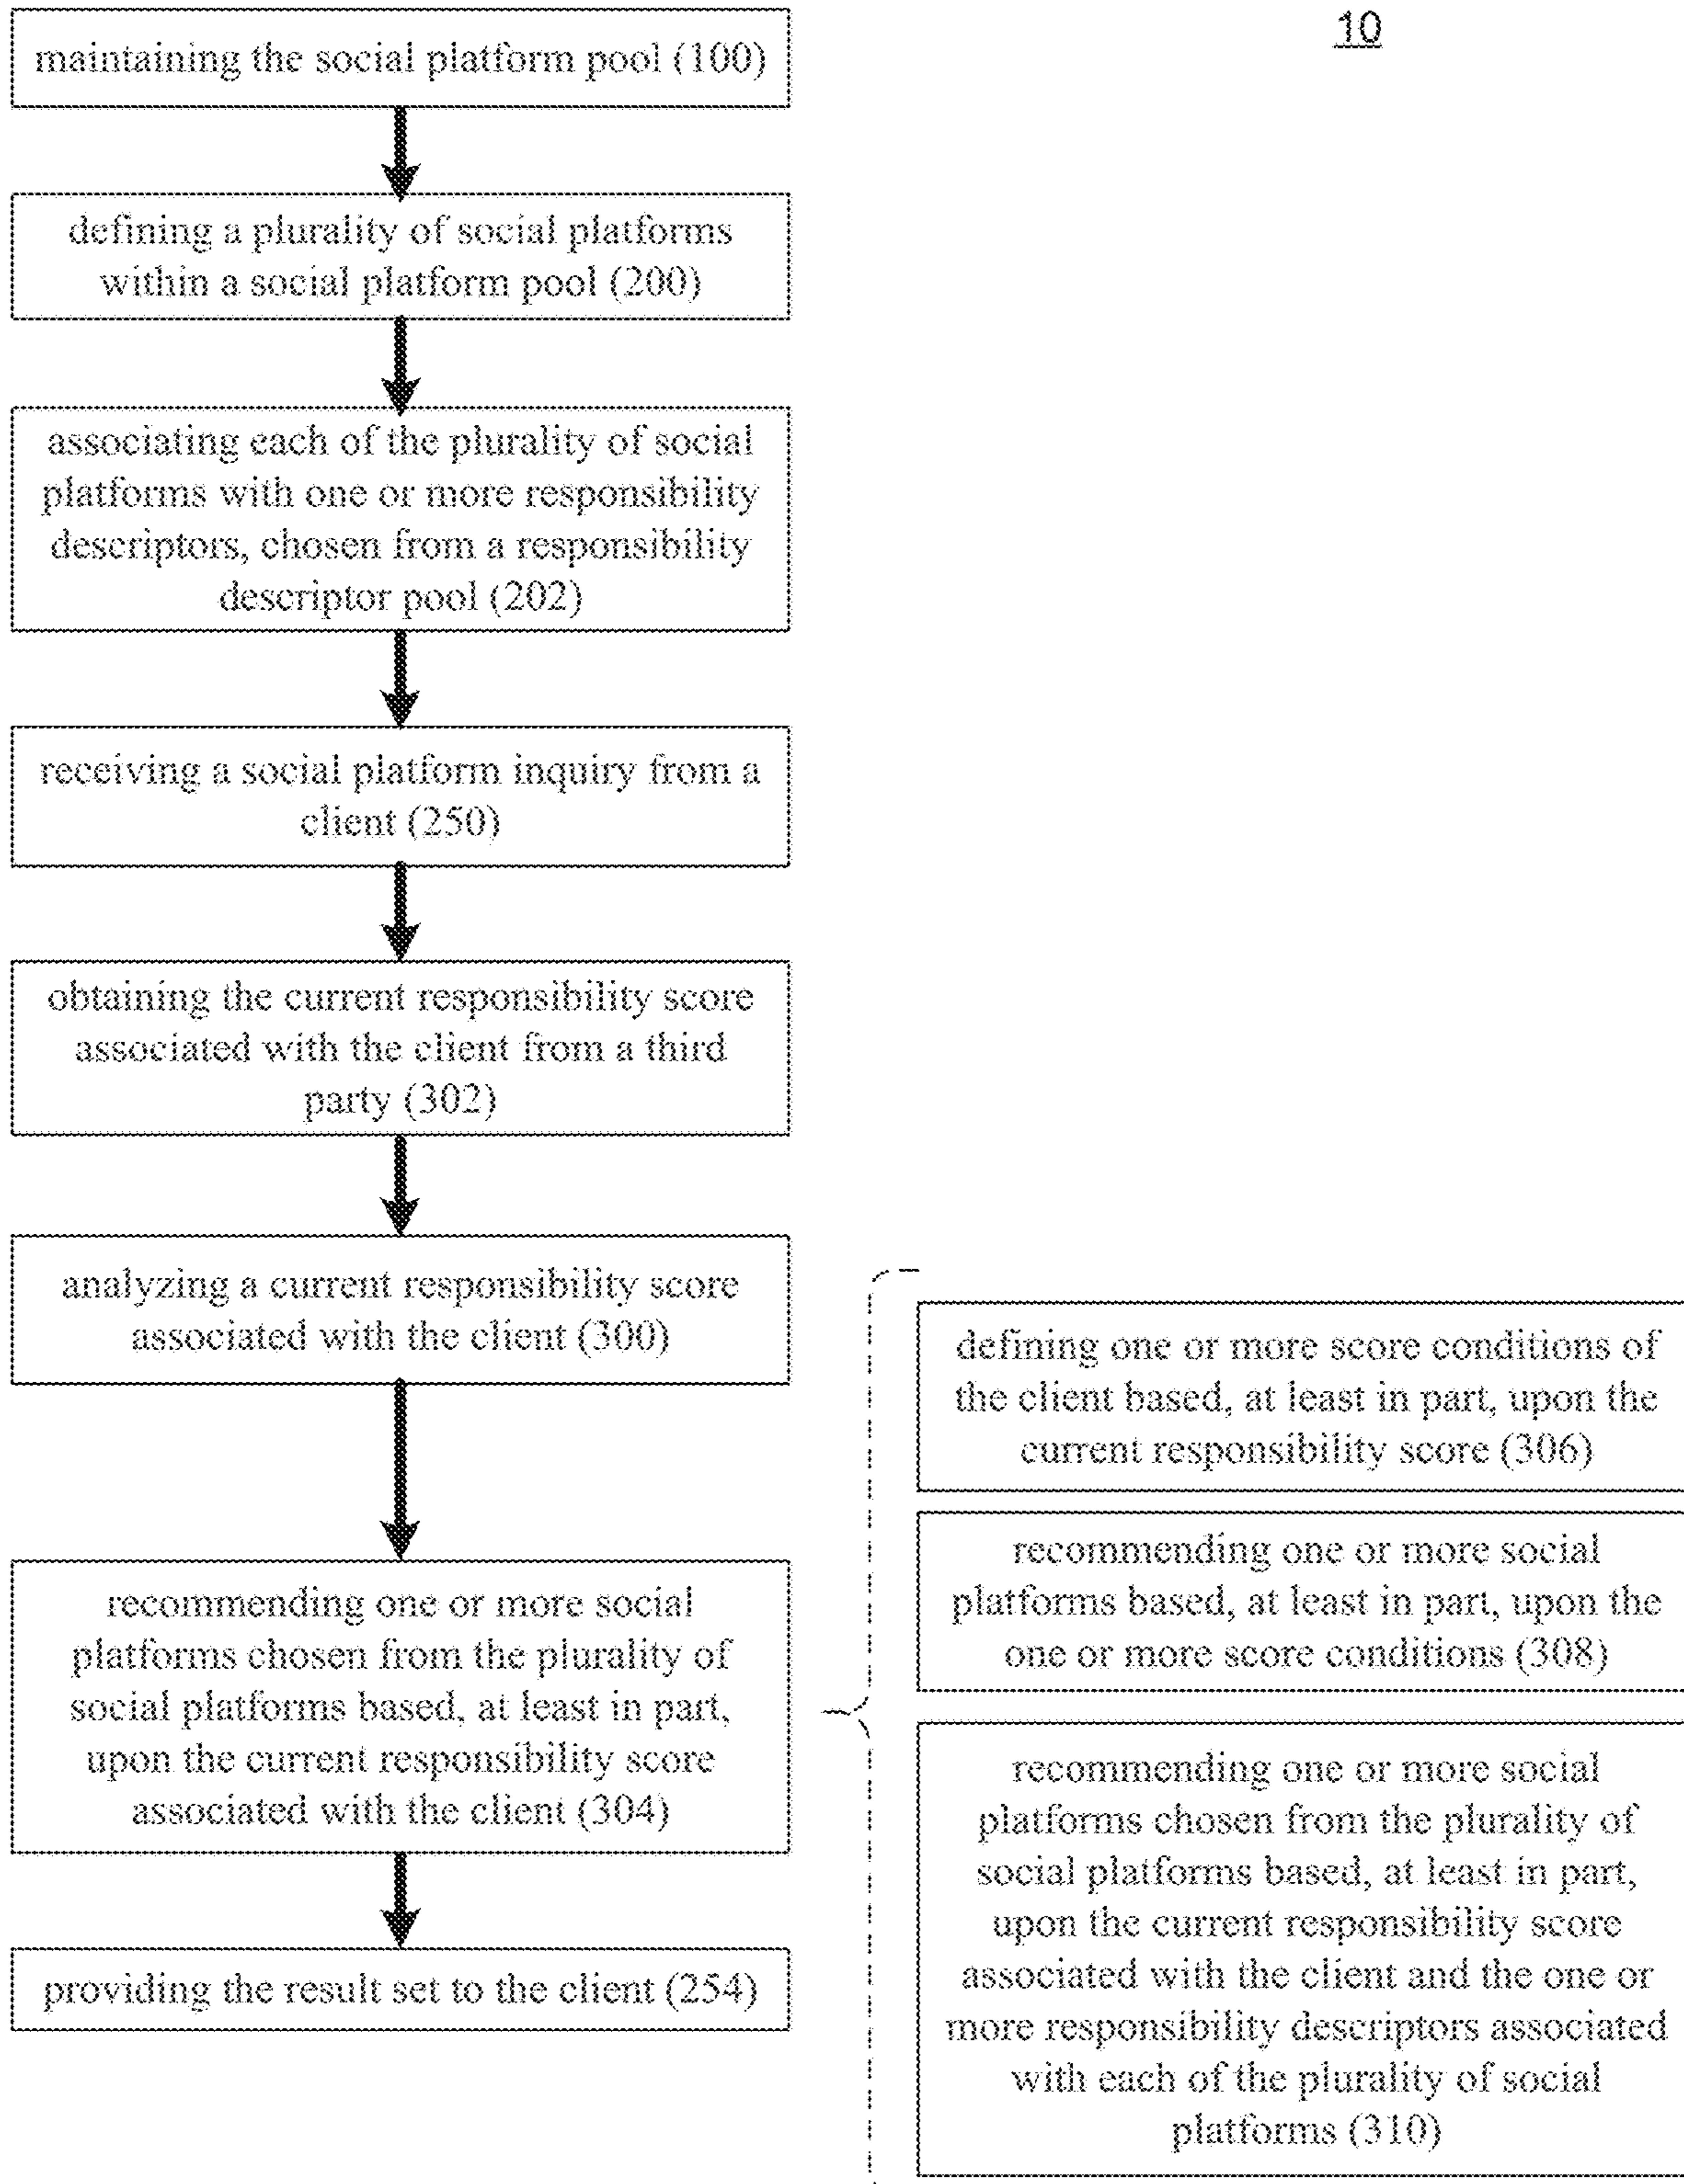 10
maintaining the social platform pool (100)
defining a plurality of social platforms
within a social platform pool (200)
associating each of the plurality of social
platforms with one or more responsibility
descriptors, chosen from a responsibility
descriptor pool (202)
receiving a social platform inquiry from a
client (250)
obtaining the current responsibility score
associated with the client from a third
party (302)
analyzing a current responsibility score
associated with the client (300)
recommending one or more social
platforms chosen from the plurality of
social platforms based, at least in part,
upon the current responsibility score
associated with the client (304)
providing the result set to the client (254)
defining one or more score conditions of
the client based, at least in part, upon the
current responsibility score (306)
recommending one or more social
platforms based, at least in part, upon the
one or more score conditions (308)
recommending one or more social
platforms chosen from the plurality of
social platforms based, at least in part,
upon the current responsibility score
associated with the client and the one or
more responsibility descriptors associated
with each of the plurality of social
platforms (310)